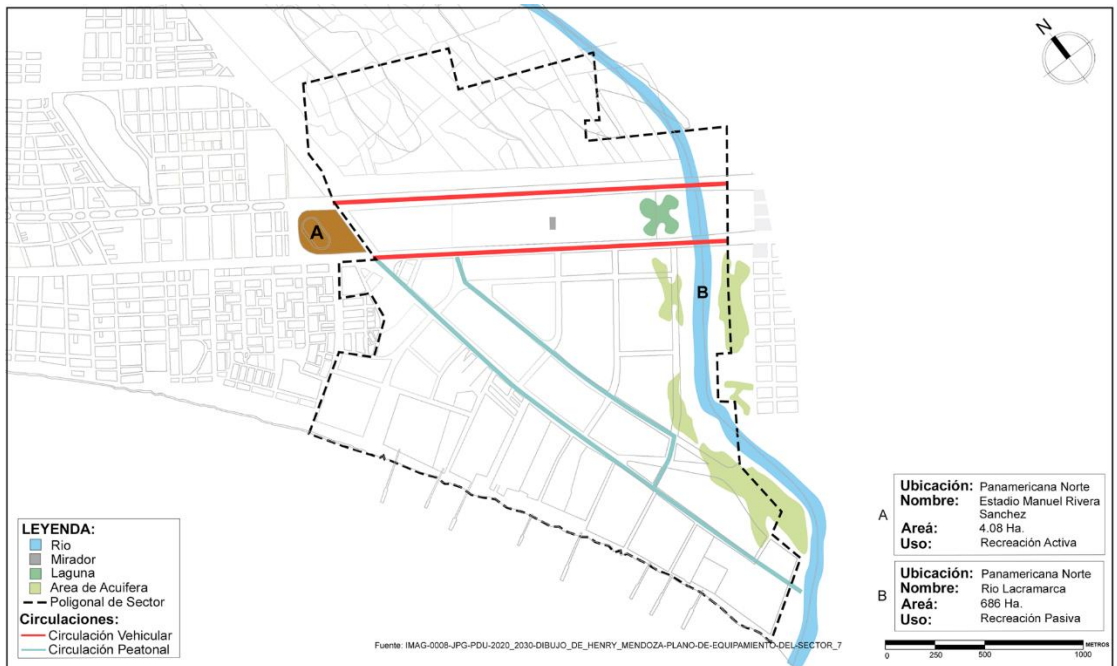 N
A
B
LEYENDA:
Rio
Mirador
Laguna
Area de Acuifera
Poligonal de Sector
Circulaciones:
Circulación Vehicular
Circulación Peatonal
Fuente: IMAG-0008-JPG-PDU-2020_2030-DIBUJO_DE_HENRY_MENDOZA-PLANO-DE-EQUIPAMIENTO-DEL-SECTOR_7
A
Ubicación: Panamericana Norte
Nombre: Estadio Manuel Rivera
Sanchez
Areá: 4.08 Ha.
Uso: Recreación Activa
B
Ubicación: Panamericana Norte
Nombre: Rio Lacramarca
Areá: 686 Ha.
Uso: Recreación Pasiva
METROS
0 250 500 1000